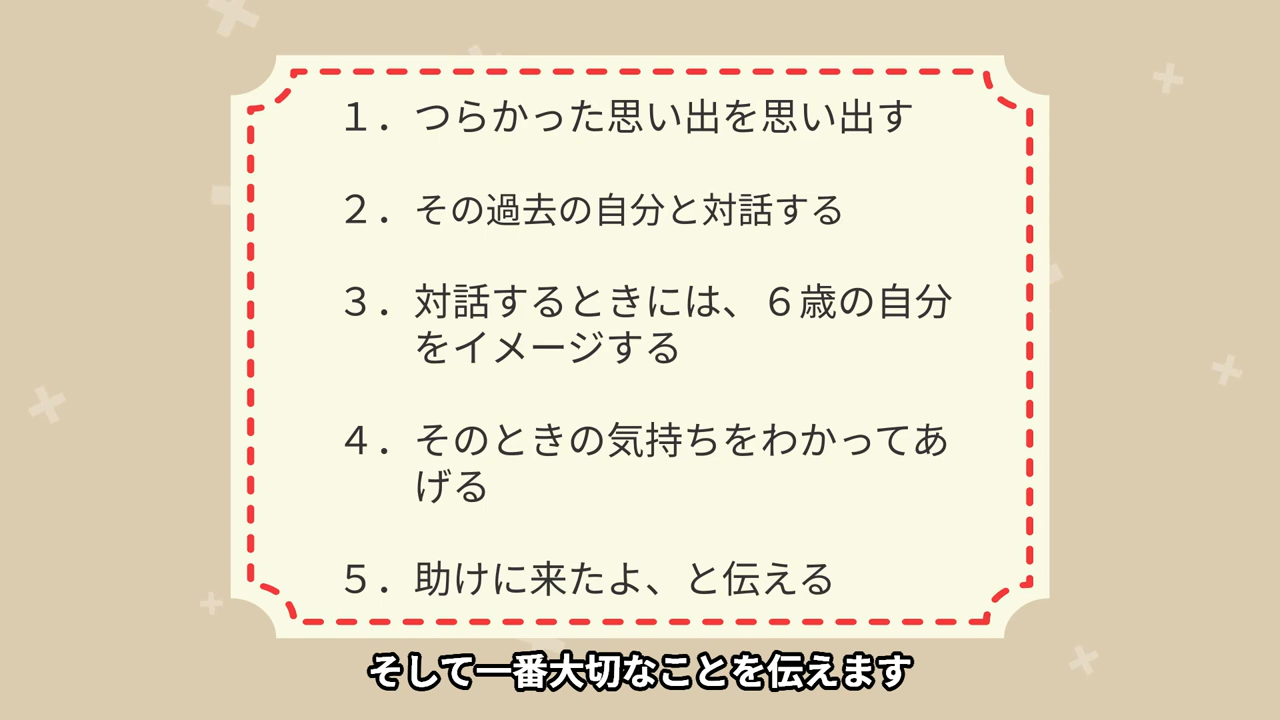 １．つらかった思い出を思い出す
２．その過去の自分と対話する
３．対話するときには、６歳の自分
をイメージする
４．そのときの気持ちをわかってあ
げる
５．助けに来たよ、と伝える
そして一番大切なことを伝えます